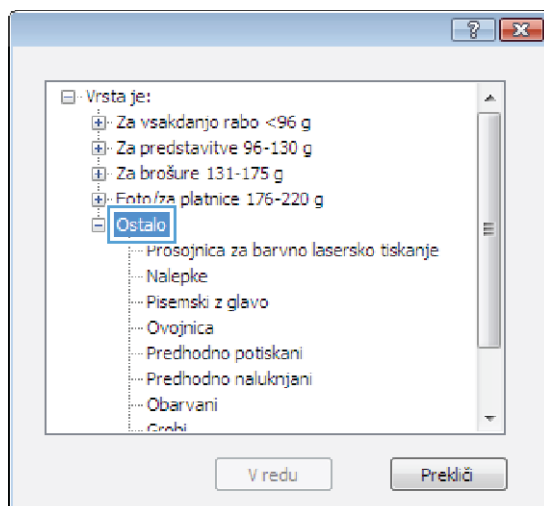 Vrsta je:
Za vsakdanjo rabo <96 g
Za predstavitve 96-130 g
Za brošure 131-175 g
Foto/za platnice 176-220 g
Ostalo
Prosojnica za barvno lasersko tiskanje
Nalepke
Pisemski z glavo
Ovojnica
Predhodno potiskani
Predhodno naluknjani
Obarvani
Grobi
V redu
Prekliči